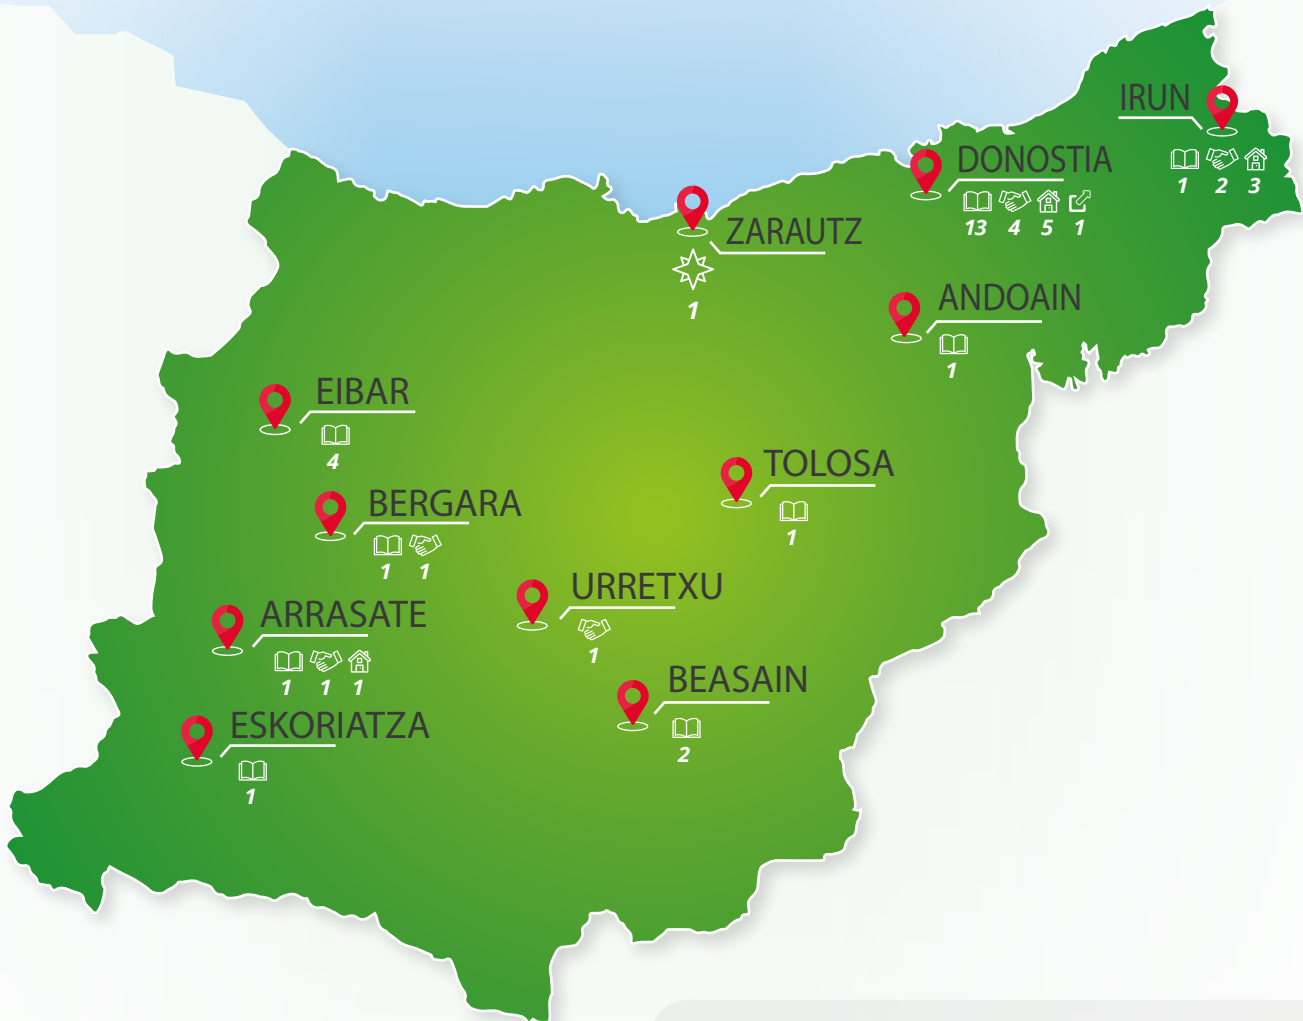 IRUN
1 2 3
DONOSTIA
13 4 5 1
ZARAUTZ
1
ANDOAIN
1
EIBAR
4
TOLOSA
1
BERGARA
1 1
URRETXU
1
ARRASATE
1 1 1
BEASAIN
2
ESKORIATZA
1